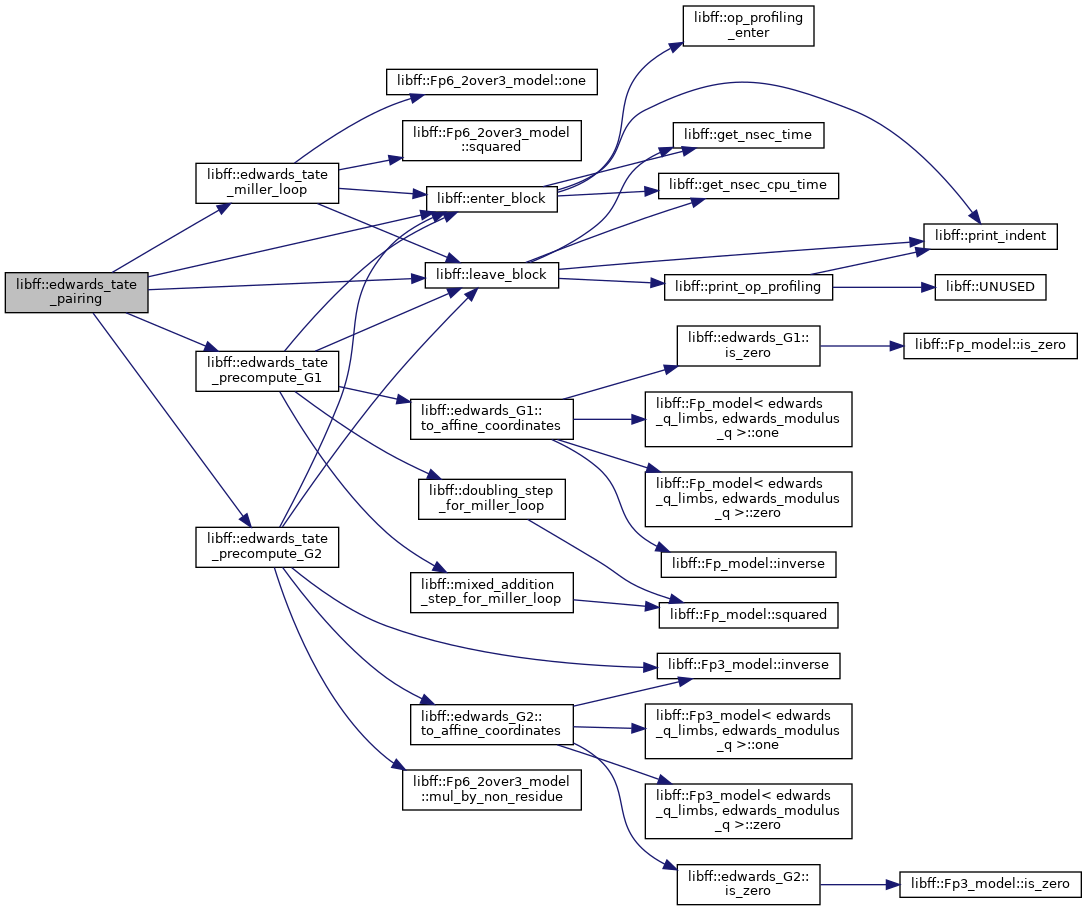 libff::edwards_tate
_pairing
libff::edwards_tate
_miller_loop
libff::edwards_tate
_precompute_G1
libff::edwards_tate
_precompute_G2
libff::Fp6_2over3_model::one
libff::Fp6_2over3_model
::squared
libff::enter_block
libff::leave_block
libff::edwards_G1::
to_affine_coordinates
libff::doubling_step
_for_miller_loop
libff::mixed_addition
_step_for_miller_loop
libff::edwards_G2::
to_affine_coordinates
libff::Fp6_2over3_model
::mul_by_non_residue
libff::op_profiling
_enter
libff::get_nsec_time
libff::get_nsec_cpu_time
libff::print_op_profiling
libff::edwards_G1::
is_zero
libff::Fp_model< edwards
_q_limbs, edwards_modulus
_q >::one
libff::Fp_model< edwards
_q_limbs, edwards_modulus
_q >::zero
libff::Fp_model::inverse
libff::Fp_model::squared
libff::Fp3_model::inverse
libff::Fp3_model< edwards
_q_limbs, edwards_modulus
_q >::one
libff::Fp3_model< edwards
_q_limbs, edwards_modulus
_q >::zero
libff::edwards_G2::
is_zero
libff::print_indent
libff::UNUSED
libff::Fp_model::is_zero
libff::Fp3_model::is_zero